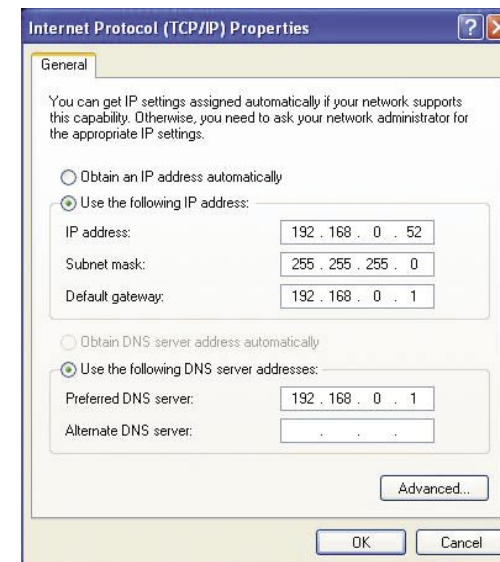 Internet Protocol (TCP/IP) Properties
General
You can get IP settings assigned automatically if your network supports
this capability. Otherwise, you need to ask your network administrator for
the appropriate IP settings.
Obtain an IP address automatically
Use the following IP address:
IP address: 192 . 168 . 0 . 52
Subnet mask: 255 . 255 . 255 . 0
Default gateway: 192 . 168 . 0 . 1
Obtain DNS server address automatically
Use the following DNS server addresses:
Preferred DNS server: 192 . 168 . 0 . 1
Alternate DNS server: . . .
Advanced...
OK Cancel